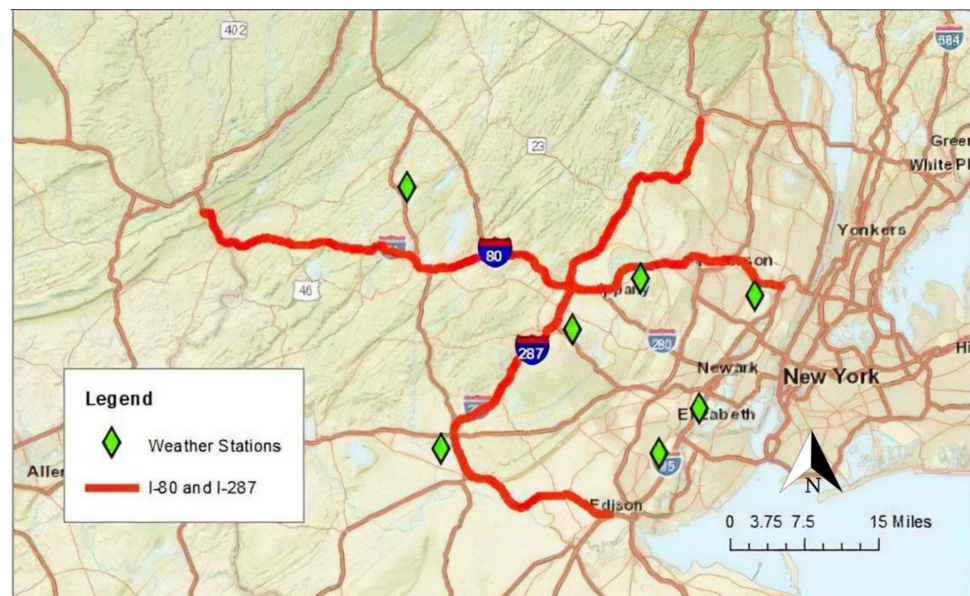 402
684
23
Green
White Pl
Yonkers
80
46
287
280
Newark
New York
Elizabeth
Legend
Weather Stations
I-80 and I-287
Allen
Edison
N
0 3.75 7.5 15 Miles